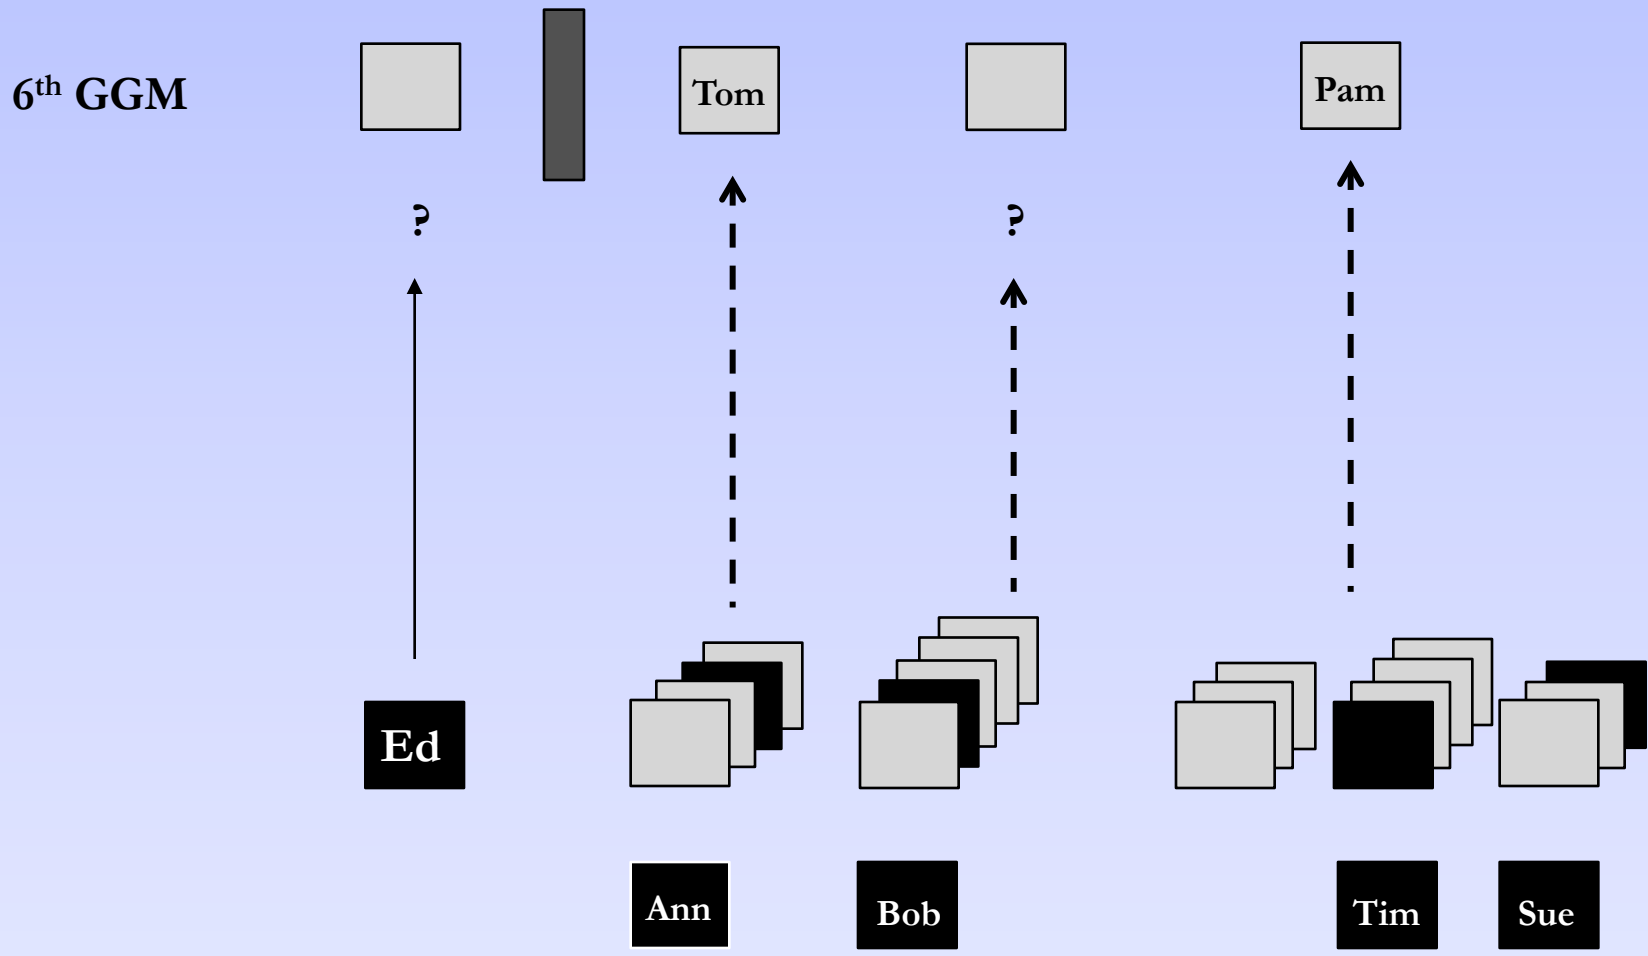 6th GGM
Tom
Pam
?
?
Ed
Ann
Bob
Tim
Sue